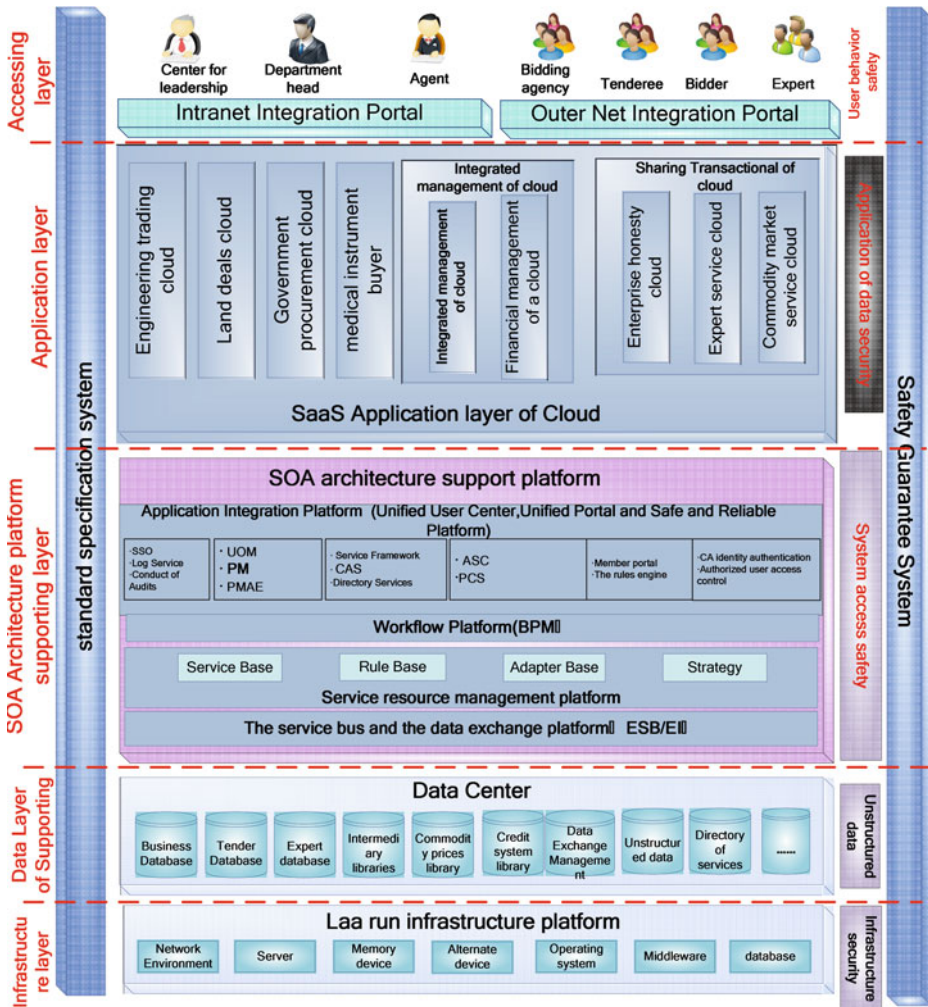 Accessing
layer
Center for
leadership
Department
head
Agent
Bidding
agency
Tenderee
Bidder
Expert
User behavior
safety
Intranet Integration Portal
Outer Net Integration Portal
Application layer
Engineering trading
cloud
Land deals cloud
Government
procurement cloud
medical instrument
buyer
Integrated
management of cloud
Integrated management
of cloud
Financial management
of a cloud
Sharing Transactional of
cloud
Enterprise honesty
cloud
Expert service cloud
Commodity market
service cloud
SaaS Application layer of Cloud
Application of data security
standard specification system
Safety Guarantee System
SOA Architecture platform
supporting layer
SOA architecture support platform
Application Integration Platform (Unified User Center,Unified Portal and Safe and Reliable
Platform)
·SSO
·Log Service
·Conduct of
Audits
· UOM
· PM
· PMAE
·Service Framework
· CAS
·Directory Services
· ASC
· PCS
·Member portal
·The rules engine
·CA identity authentication
·Authorized user access
control
Workflow Platform(BPM
Service Base
Rule Base
Adapter Base
Strategy
Service resource management platform
The service bus and the data exchange platform ESB/EI
System access safety
Data Layer
of Supporting
Data Center
Business
Database
Tender
Database
Expert
database
Intermedi
ary
libraries
Commodit
y prices
library
Credit
system
library
Data
Exchange
Manageme
nt
Unstructur
ed data
Directory
of
services
......
Unstructured
data
Infrastructu
re layer
Laa run infrastructure platform
Network
Environment
Server
Memory
device
Alternate
device
Operating
system
Middleware
database
Infrastructure
security